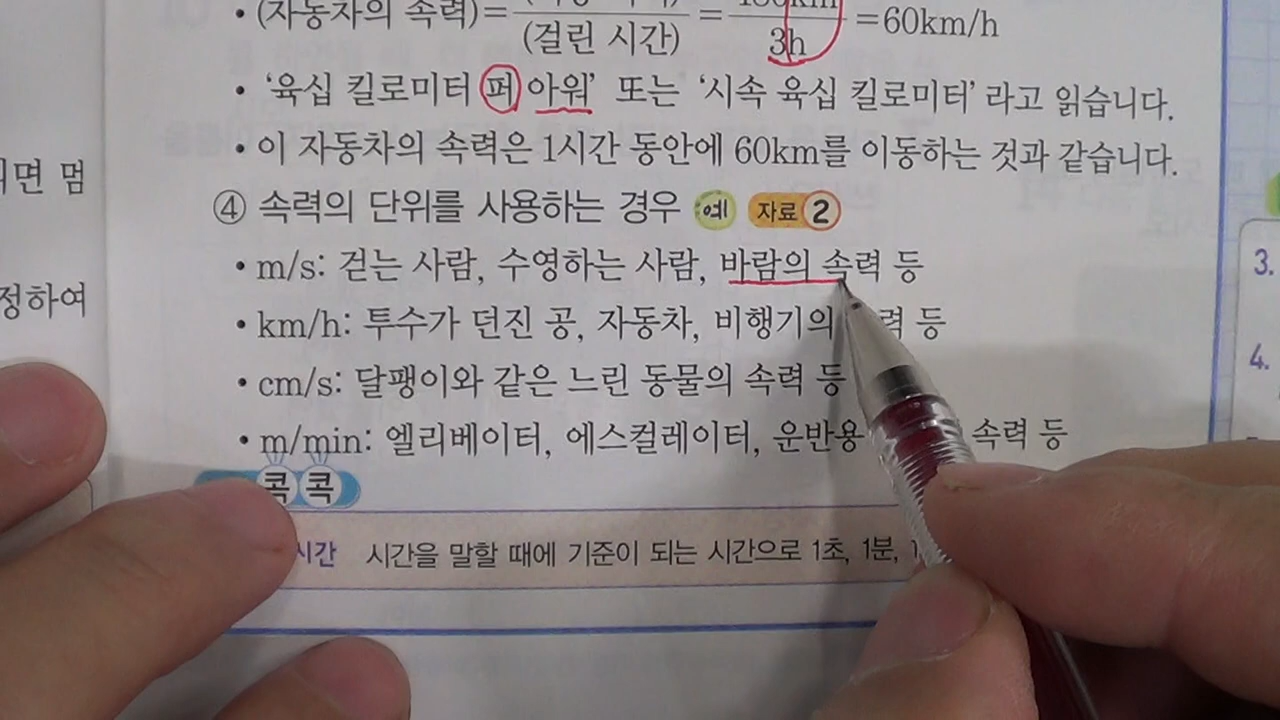 • (자동차의 속력)= = =60km/h
(걸린 시간) 3h
• ‘육십 킬로미터 퍼 아워’ 또는 ‘시속 육십 킬로미터’라고 읽습니다.
• 이 자동차의 속력은 1시간 동안에 60km를 이동하는 것과 같습니다.
④ 속력의 단위를 사용하는 경우 예 자료 2
• m/s: 걷는 사람, 수영하는 사람, 바람의 속력 등
• km/h: 투수가 던진 공, 자동차, 비행기의 등
• cm/s: 달팽이와 같은 느린 동물의 속력 등
• m/min: 엘리베이터, 에스컬레이터, 운반용 속력 등
콕콕
시간을 말할 때에 기준이 되는 시간으로 1초, 1분,
멈
정하여
3.
4.